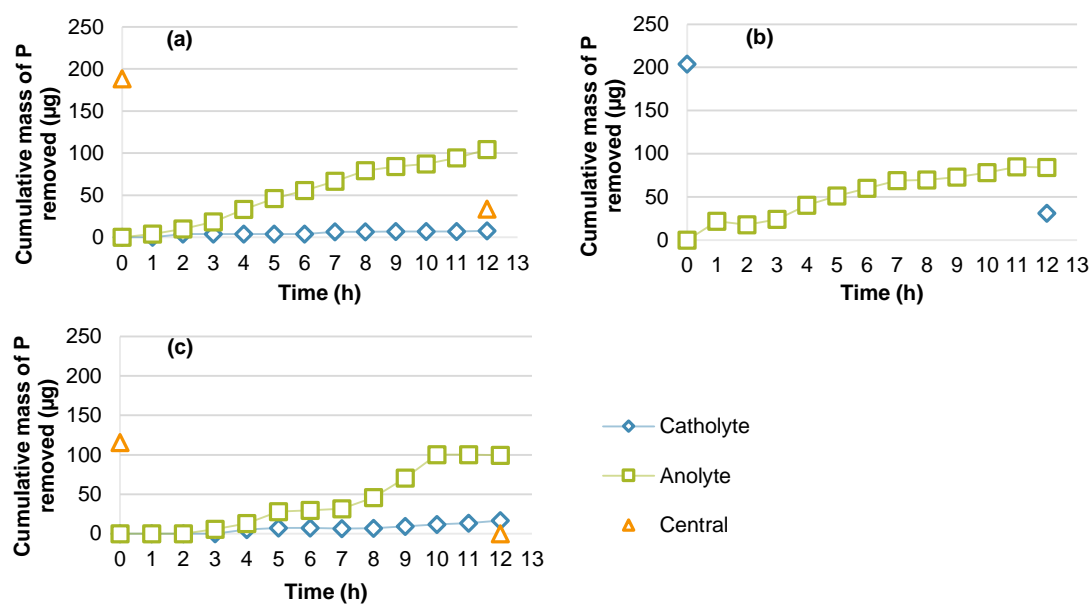 (a)
Cumulative mass of P
removed (µg)
250
200
150
100
50
0
0 1 2 3 4 5 6 7 8 9 10 11 12 13
Time (h)
(b)
Cumulative mass of P
removed (µg)
250
200
150
100
50
0
0 1 2 3 4 5 6 7 8 9 10 11 12 13
Time (h)
(c)
Cumulative mass of P
removed (µg)
250
200
150
100
50
0
0 1 2 3 4 5 6 7 8 9 10 11 12 13
Time (h)
Catholyte
Anolyte
Central